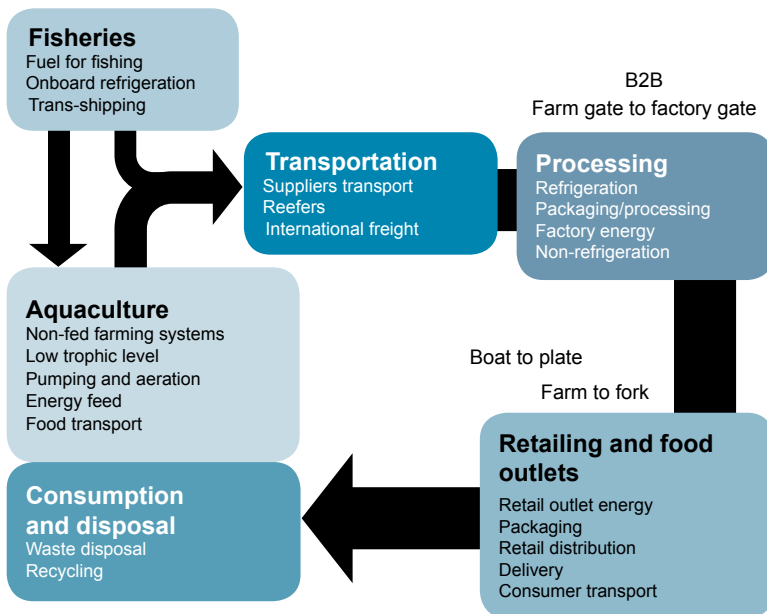 Fisheries
Fuel for fishing
Onboard refrigeration
Trans-shipping
B2B
Farm gate to factory gate
Transportation
Suppliers transport
Reefers
International freight
Processing
Refrigeration
Packaging/processing
Factory energy
Non-refrigeration
Aquaculture
Non-fed farming systems
Low trophic level
Pumping and aeration
Energy feed
Food transport
Boat to plate
Farm to fork
Retailing and food
outlets
Retail outlet energy
Packaging
Retail distribution
Delivery
Consumer transport
Consumption
and disposal
Waste disposal
Recycling